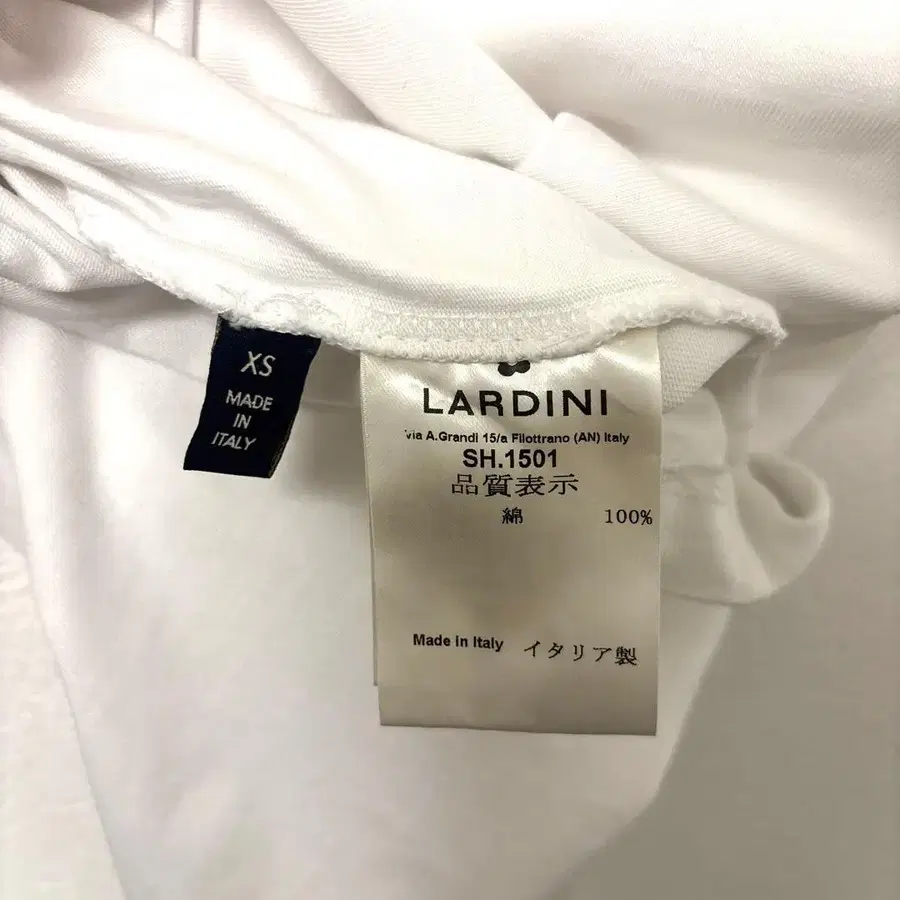 XS
MADE
IN
ITALY
LARDINI
Via A.Grandi 15/a Filottrano (AN) Italy
SH.1501
品質表示
綿 100%
Made in Italy イタリア製